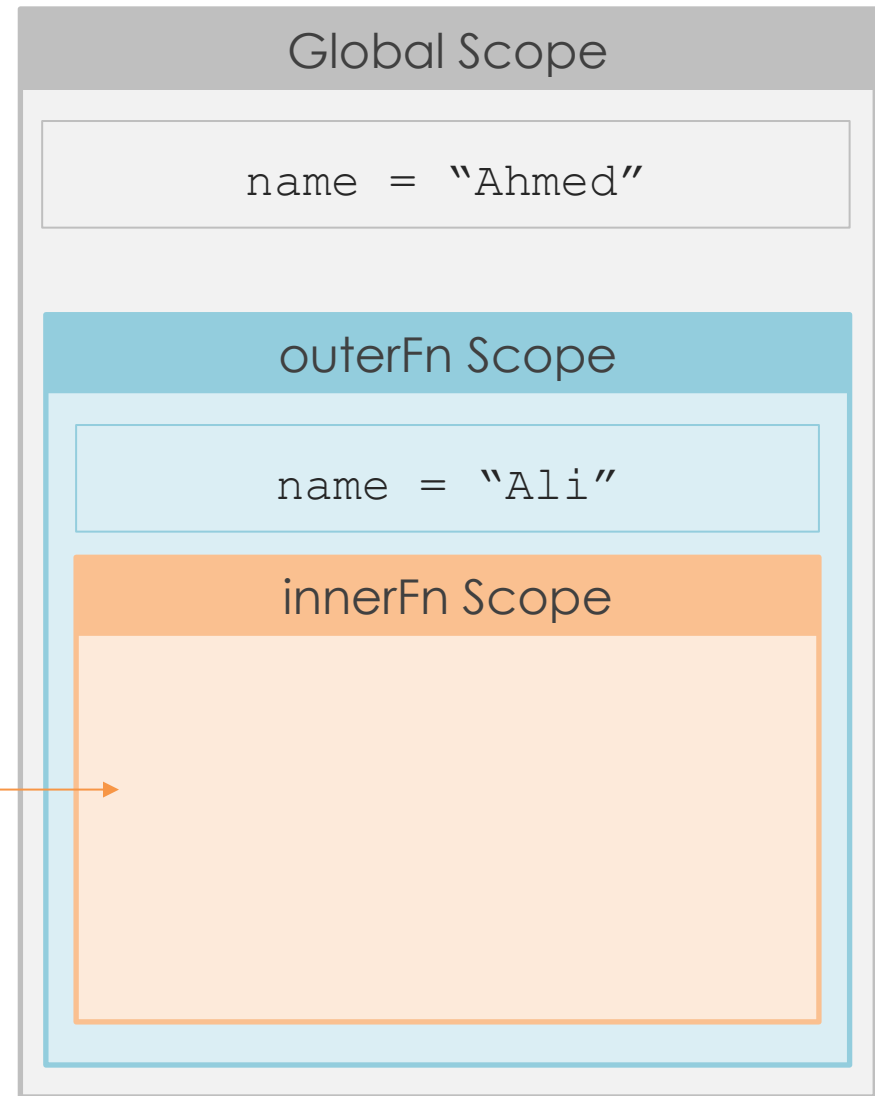 Global Scope
name = “Ahmed”
outerFn Scope
name = “Ali”
innerFn Scope